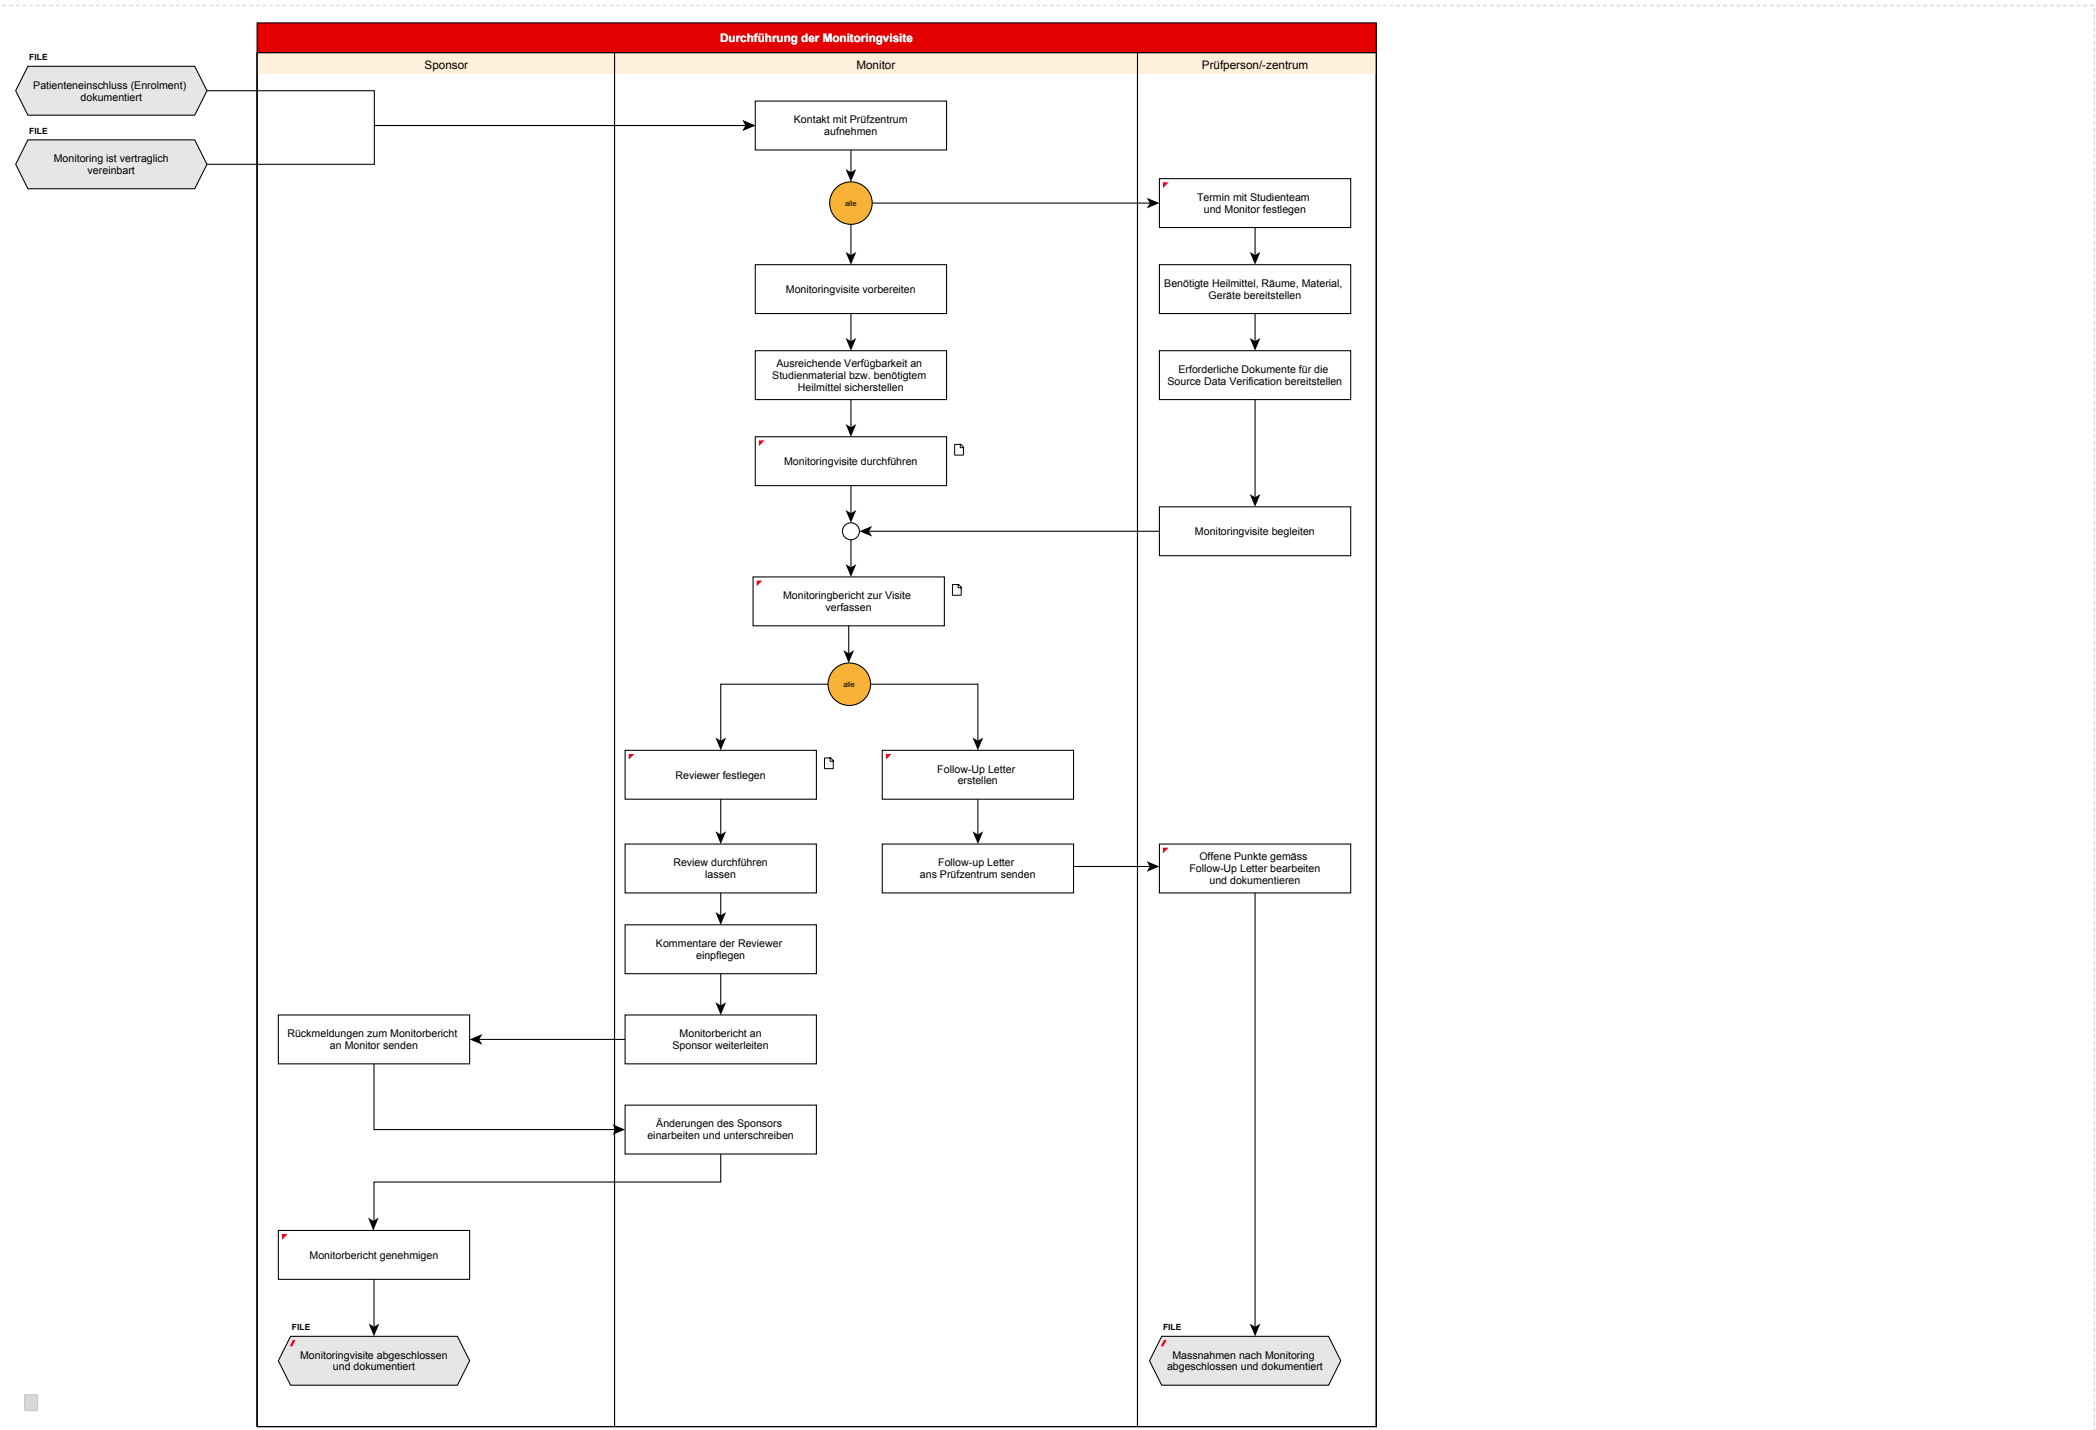 Durchführung der Monitoringvisite
Sponsor
Monitor
Prüfperson/-zentrum
FILE
Patienteneinschluss (Enrolment)
dokumentiert
FILE
Monitoring ist vertraglich
vereinbart
Kontakt mit Prüfzentrum
aufnehmen
alle
Termin mit Studienteam
und Monitor festlegen
Monitoringvisite vorbereiten
Benötigte Heilmittel, Räume, Material,
Geräte bereitstellen
Ausreichende Verfügbarkeit an
Studienmaterial bzw. benötigtem
Heilmittel sicherstellen
Erforderliche Dokumente für die
Source Data Verification bereitstellen
Monitoringvisite durchführen
Monitoringvisite begleiten
Monitoringbericht zur Visite
verfassen
alle
Reviewer festlegen
Follow-Up Letter
erstellen
Review durchführen
lassen
Follow-up Letter
ans Prüfzentrum senden
Offene Punkte gemäss
Follow-Up Letter bearbeiten
und dokumentieren
Kommentare der Reviewer
einpflegen
Rückmeldungen zum Monitorbericht
an Monitor senden
Monitorbericht an
Sponsor weiterleiten
Änderungen des Sponsors
einarbeiten und unterschreiben
Monitorbericht genehmigen
FILE
Monitoringvisite abgeschlossen
und dokumentiert
FILE
Massnahmen nach Monitoring
abgeschlossen und dokumentiert